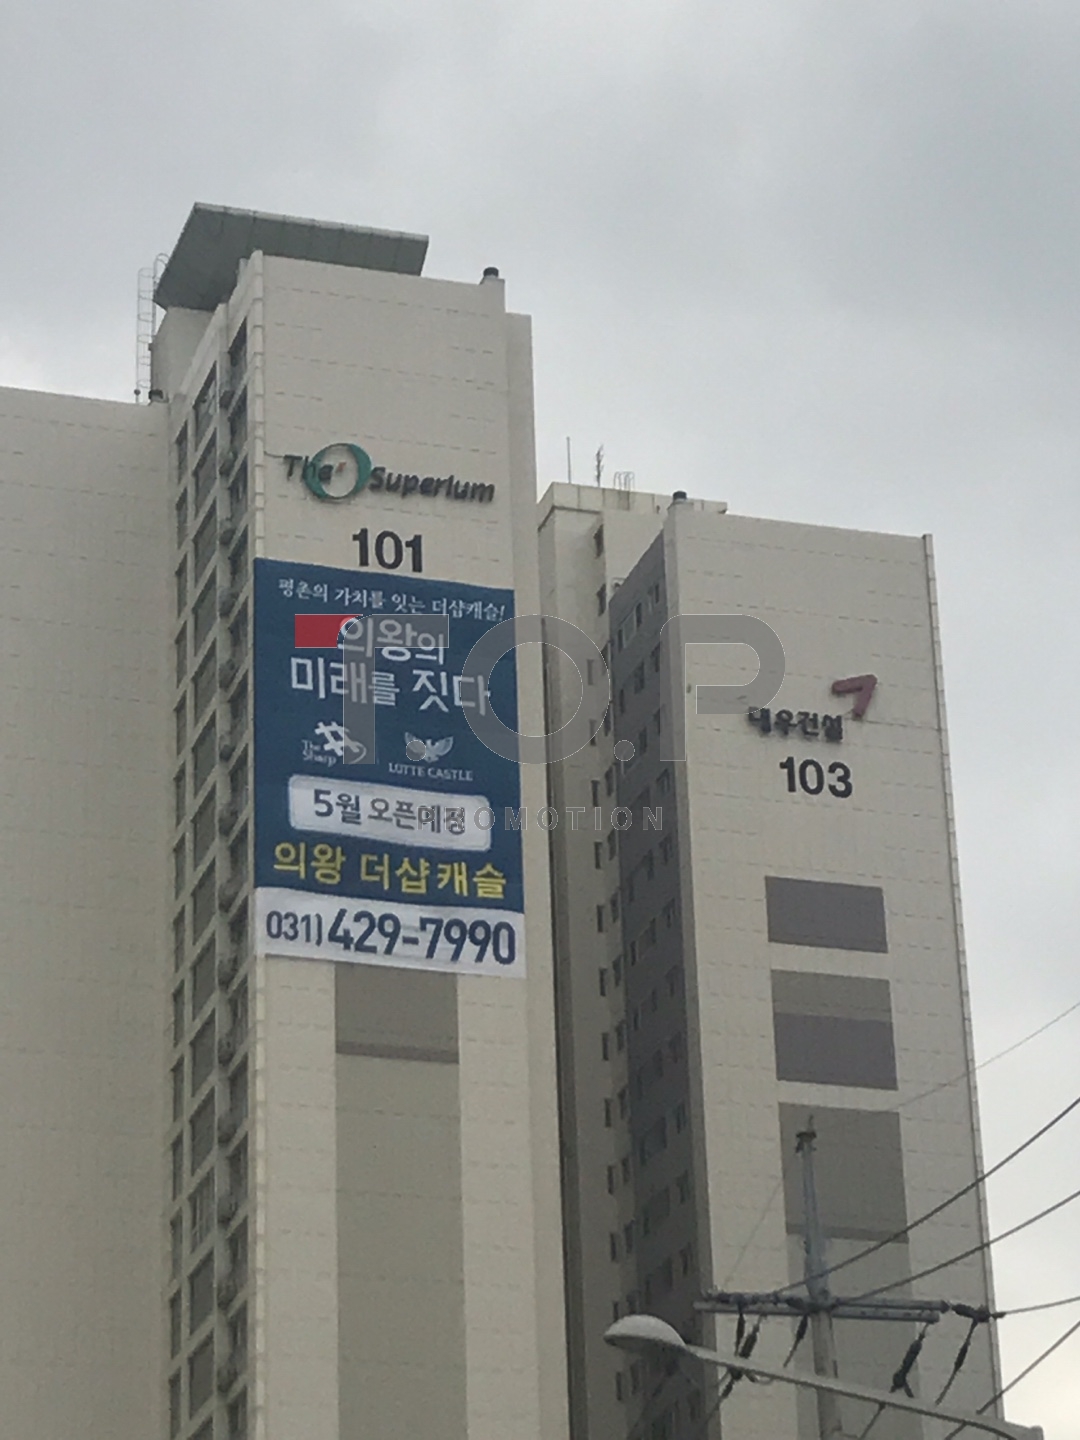 The Superium
101
평촌의 가치를 잇는 더샵캐슬!
의왕의
미래를 짓다
The Sharp
LOTTE CASTLE
5월 오픈예정
의왕 더샵캐슬
031) 429-7990
대우건설
103
T.O.P
PROMOTION